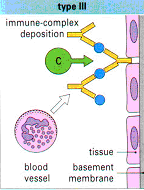 type III
immune-complex
deposition
C
tissue
blood
vessel
basement
membrane